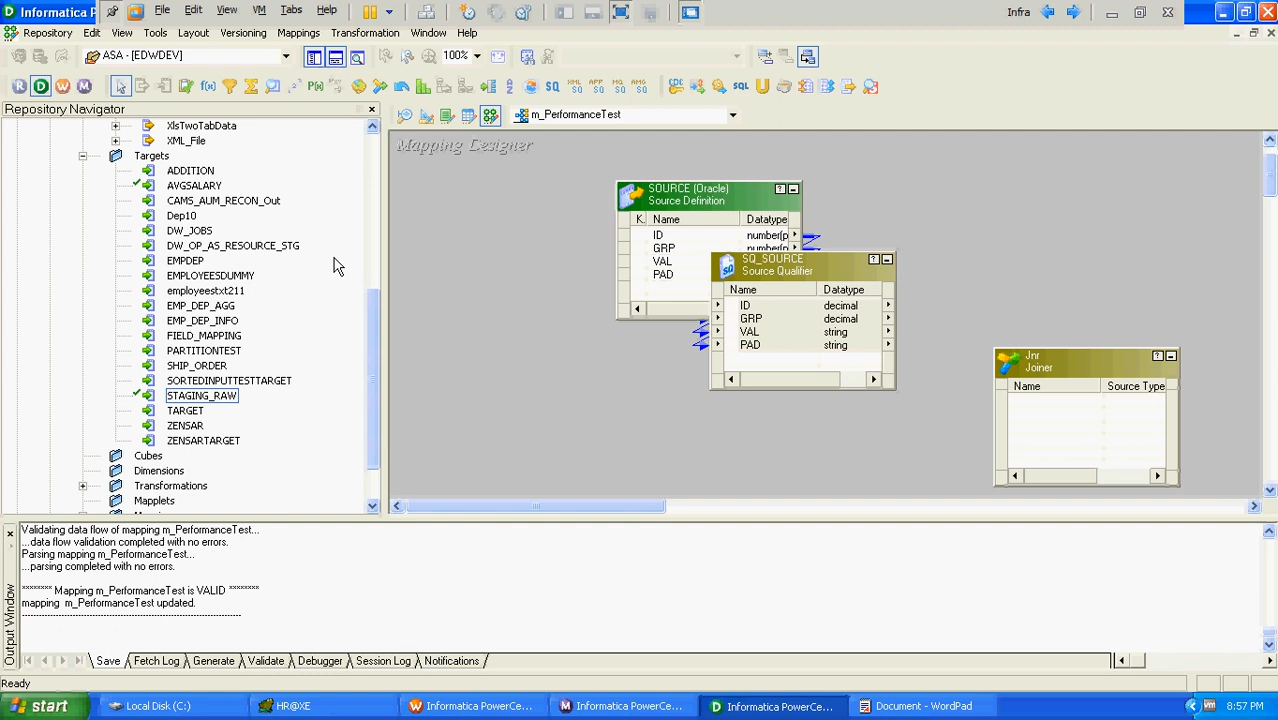 Informatica P
File Edit View VM Tabs Help
Infra
Repository Edit View Tools Layout Versioning Mappings Transformation Window Help
ASA - [EDWDEV]
100%
Repository Navigator
m_PerformanceTest
XlsTwoTabData
XML_File
Targets
ADDITION
AVGSALARY
CAMS_AUM_RECON_Out
Dep10
DW_JOBS
DW_OP_AS_RESOURCE_STG
EMPDEP
EMPLOYEESDUMMY
employeestxt211
EMP_DEP_AGG
EMP_DEP_INFO
FIELD_MAPPING
PARTITIONTEST
SHIP_ORDER
SORTEDINPUTTESTTARGET
STAGING_RAW
TARGET
ZENSAR
ZENSARTARGET
Cubes
Dimensions
Transformations
Mapplets
Mapping Designer
SOURCE (Oracle)
Source Definition
K. Name Datatype
ID number(p
GRP number(p
VAL
PAD
SQ_SOURCE
Source Qualifier
Name Datatype
ID decimal
GRP decimal
VAL string
PAD string
Jnr
Joiner
Name Source Type
Validating data flow of mapping m_PerformanceTest...
...data flow validation completed with no errors.
Parsing mapping m_PerformanceTest...
...parsing completed with no errors.
******** Mapping m_PerformanceTest is VALID ********
mapping m_PerformanceTest updated.
Output Window
Save Fetch Log Generate Validate Debugger Session Log Notifications
Ready
start Local Disk (C:) HR@XE Informatica PowerCe... Informatica PowerCe... Informatica PowerCe... Document - WordPad 8:57 PM